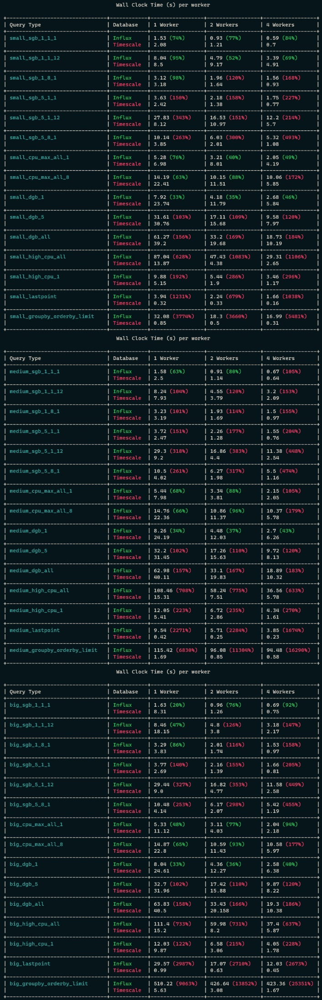 Wall Clock Time (s) per worker
| Query Type | Database | 1 Worker | 2 Workers | 4 Workers |
| small_sgb_1_1_1 | Influx | 1.53 (74%) | 0.93 (77%) | 0.59 (84%) |
| | Timescale | 2.08 | 1.21 | 0.7 |
| small_sgb_1_1_12 | Influx | 8.04 (95%) | 4.79 (52%) | 3.39 (69%) |
| | Timescale | 8.5 | 9.17 | 4.91 |
| small_sgb_1_8_1 | Influx | 3.12 (98%) | 1.96 (120%) | 1.56 (168%) |
| | Timescale | 3.18 | 1.64 | 0.93 |
| small_sgb_5_1_1 | Influx | 3.63 (150%) | 2.18 (158%) | 1.75 (227%) |
| | Timescale | 2.42 | 1.38 | 0.77 |
| small_sgb_5_1_12 | Influx | 27.83 (343%) | 16.53 (151%) | 12.2 (214%) |
| | Timescale | 8.12 | 10.97 | 5.7 |
| small_sgb_5_8_1 | Influx | 10.14 (263%) | 6.03 (300%) | 5.32 (493%) |
| | Timescale | 3.85 | 2.01 | 1.08 |
| small_cpu_max_all_1 | Influx | 5.28 (76%) | 3.21 (40%) | 2.05 (49%) |
| | Timescale | 6.98 | 8.01 | 4.19 |
| small_cpu_max_all_8 | Influx | 14.19 (63%) | 10.15 (88%) | 10.06 (172%) |
| | Timescale | 22.41 | 11.51 | 5.85 |
| small_dgb_1 | Influx | 7.92 (33%) | 4.18 (35%) | 2.68 (46%) |
| | Timescale | 23.74 | 11.79 | 5.84 |
| small_dgb_5 | Influx | 31.61 (103%) | 17.11 (109%) | 9.58 (120%) |
| | Timescale | 30.76 | 15.68 | 7.97 |
| small_dgb_all | Influx | 61.27 (156%) | 33.2 (169%) | 18.73 (184%) |
| | Timescale | 39.2 | 19.68 | 10.19 |
| small_high_cpu_all | Influx | 87.04 (628%) | 47.43 (1083%) | 29.31 (1106%) |
| | Timescale | 13.87 | 4.38 | 2.65 |
| small_high_cpu_1 | Influx | 9.88 (192%) | 5.44 (286%) | 3.46 (296%) |
| | Timescale | 5.15 | 1.9 | 1.17 |
| small_lastpoint | Influx | 3.94 (1231%) | 2.24 (679%) | 1.66 (1038%) |
| | Timescale | 0.32 | 0.33 | 0.16 |
| small_groupby_orderby_limit | Influx | 32.08 (3774%) | 18.3 (3660%) | 16.99 (5481%) |
| | Timescale | 0.85 | 0.5 | 0.31 |
Wall Clock Time (s) per worker
| Query Type | Database | 1 Worker | 2 Workers | 4 Workers |
| medium_sgb_1_1_1 | Influx | 1.58 (63%) | 0.91 (80%) | 0.67 (105%) |
| | Timescale | 2.5 | 1.14 | 0.64 |
| medium_sgb_1_1_12 | Influx | 8.24 (104%) | 4.55 (120%) | 3.2 (153%) |
| | Timescale | 7.93 | 3.79 | 2.09 |
| medium_sgb_1_8_1 | Influx | 3.23 (101%) | 1.93 (114%) | 1.5 (155%) |
| | Timescale | 3.19 | 1.69 | 0.97 |
| medium_sgb_5_1_1 | Influx | 3.72 (151%) | 2.26 (177%) | 1.55 (204%) |
| | Timescale | 2.47 | 1.28 | 0.76 |
| medium_sgb_5_1_12 | Influx | 29.3 (318%) | 16.86 (383%) | 11.38 (448%) |
| | Timescale | 9.2 | 4.4 | 2.54 |
| medium_sgb_5_8_1 | Influx | 10.5 (261%) | 6.27 (317%) | 5.5 (474%) |
| | Timescale | 4.02 | 1.98 | 1.16 |
| medium_cpu_max_all_1 | Influx | 5.44 (68%) | 3.34 (88%) | 2.15 (105%) |
| | Timescale | 7.98 | 3.81 | 2.05 |
| medium_cpu_max_all_8 | Influx | 14.76 (66%) | 10.86 (96%) | 10.37 (179%) |
| | Timescale | 22.36 | 11.37 | 5.78 |
| medium_dgb_1 | Influx | 8.26 (34%) | 4.48 (37%) | 2.7 (43%) |
| | Timescale | 24.19 | 12.03 | 6.26 |
| medium_dgb_5 | Influx | 32.2 (102%) | 17.26 (110%) | 9.72 (120%) |
| | Timescale | 31.45 | 15.63 | 8.13 |
| medium_dgb_all | Influx | 62.98 (157%) | 33.1 (167%) | 18.89 (183%) |
| | Timescale | 40.11 | 19.83 | 10.32 |
| medium_high_cpu_all | Influx | 108.46 (708%) | 58.24 (775%) | 36.56 (633%) |
| | Timescale | 15.31 | 7.51 | 5.78 |
| medium_high_cpu_1 | Influx | 12.05 (223%) | 6.72 (235%) | 4.34 (270%) |
| | Timescale | 5.41 | 2.86 | 1.61 |
| medium_lastpoint | Influx | 9.54 (2271%) | 5.71 (2284%) | 3.85 (1674%) |
| | Timescale | 0.42 | 0.25 | 0.23 |
| medium_groupby_orderby_limit | Influx | 115.42 (6830%) | 96.08 (11304%) | 94.48 (16290%) |
| | Timescale | 1.69 | 0.85 | 0.58 |
Wall Clock Time (s) per worker
| Query Type | Database | 1 Worker | 2 Workers | 4 Workers |
| big_sgb_1_1_1 | Influx | 1.63 (20%) | 0.96 (76%) | 0.69 (92%) |
| | Timescale | 8.31 | 1.26 | 0.75 |
| big_sgb_1_1_12 | Influx | 8.46 (47%) | 4.8 (126%) | 3.18 (147%) |
| | Timescale | 18.15 | 3.8 | 2.17 |
| big_sgb_1_8_1 | Influx | 3.29 (86%) | 2.01 (116%) | 1.53 (158%) |
| | Timescale | 3.83 | 1.74 | 0.97 |
| big_sgb_5_1_1 | Influx | 3.77 (140%) | 2.16 (155%) | 1.66 (205%) |
| | Timescale | 2.69 | 1.39 | 0.81 |
| big_sgb_5_1_12 | Influx | 29.44 (327%) | 16.82 (353%) | 11.58 (449%) |
| | Timescale | 9.0 | 4.77 | 2.58 |
| big_sgb_5_8_1 | Influx | 10.48 (253%) | 6.17 (298%) | 5.42 (455%) |
| | Timescale | 4.14 | 2.07 | 1.19 |
| big_cpu_max_all_1 | Influx | 5.33 (48%) | 3.11 (77%) | 2.04 (94%) |
| | Timescale | 11.12 | 4.03 | 2.18 |
| big_cpu_max_all_8 | Influx | 14.87 (65%) | 10.59 (93%) | 10.58 (177%) |
| | Timescale | 22.8 | 11.43 | 5.97 |
| big_dgb_1 | Influx | 8.04 (33%) | 4.36 (36%) | 2.58 (40%) |
| | Timescale | 24.61 | 12.27 | 6.38 |
| big_dgb_5 | Influx | 32.7 (102%) | 17.42 (110%) | 9.87 (120%) |
| | Timescale | 31.96 | 15.88 | 8.22 |
| big_dgb_all | Influx | 63.83 (158%) | 33.43 (166%) | 19.3 (186%) |
| | Timescale | 40.5 | 20.158 | 10.38 |
| big_high_cpu_all | Influx | 111.4 (733%) | 59.98 (731%) | 37.4 (637%) |
| | Timescale | 15.2 | 8.2 | 5.87 |
| big_high_cpu_1 | Influx | 12.03 (122%) | 6.58 (215%) | 4.05 (228%) |
| | Timescale | 9.87 | 3.06 | 1.78 |
| big_lastpoint | Influx | 29.57 (2987%) | 17.07 (2710%) | 12.03 (2673%) |
| | Timescale | 0.99 | 0.63 | 0.45 |
| big_groupby_orderby_limit | Influx | 510.22 (9063%) | 426.64 (13852%) | 423.36 (25351%) |
| | Timescale | 5.63 | 3.08 | 1.67 |